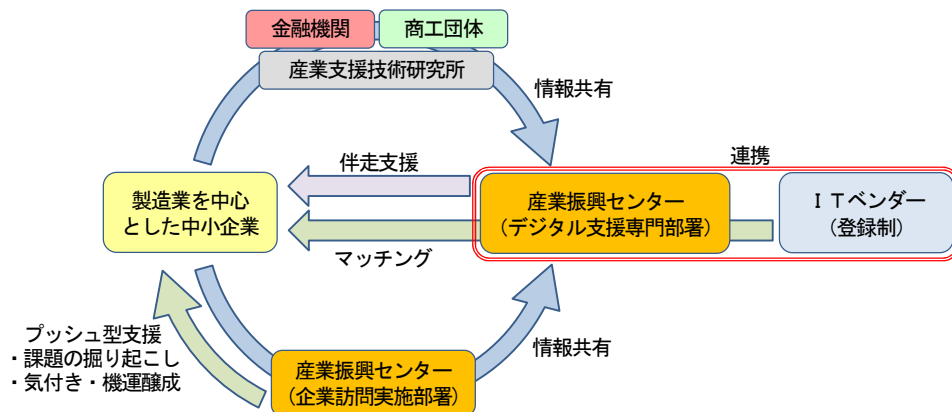 金融機関
商工団体
産業支援技術研究所
情報共有
連携
伴走支援
製造業を中心
とした中小企業
産業振興センター
(デジタル支援専門部署)
ITベンダー
(登録制)
マッチング
プッシュ型支援
・課題の掘り起こし
・気付き・機運醸成
情報共有
産業振興センター
(企業訪問実施部署)